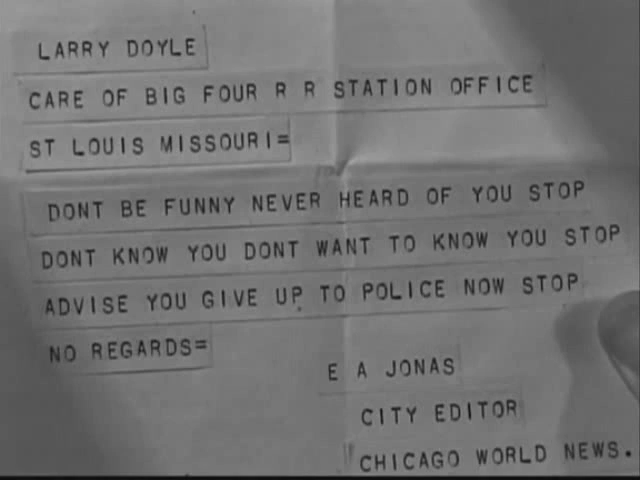 LARRY DOYLE
CARE OF BIG FOUR R R STATION OFFICE
ST LOUIS MISSOURI=
DONT BE FUNNY NEVER HEARD OF YOU STOP
DONT KNOW YOU DONT WANT TO KNOW YOU STOP
ADVISE YOU GIVE UP TO POLICE NOW STOP
NO REGARDS=
E A JONAS
CITY EDITOR
CHICAGO WORLD NEWS.